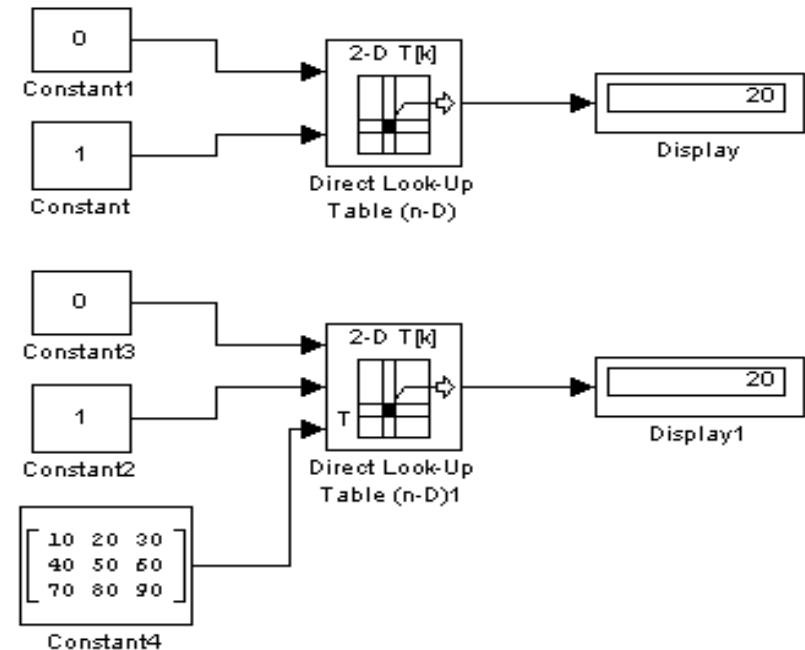 0
Constant1
1
Constant
2-D T[k]
Direct Look-Up
Table (n-D)
20
Display
0
Constant3
1
Constant2
2-D T[k]
T
Direct Look-Up
Table (n-D)1
20
Display1
10 20 30
40 50 60
70 80 90
Constant4